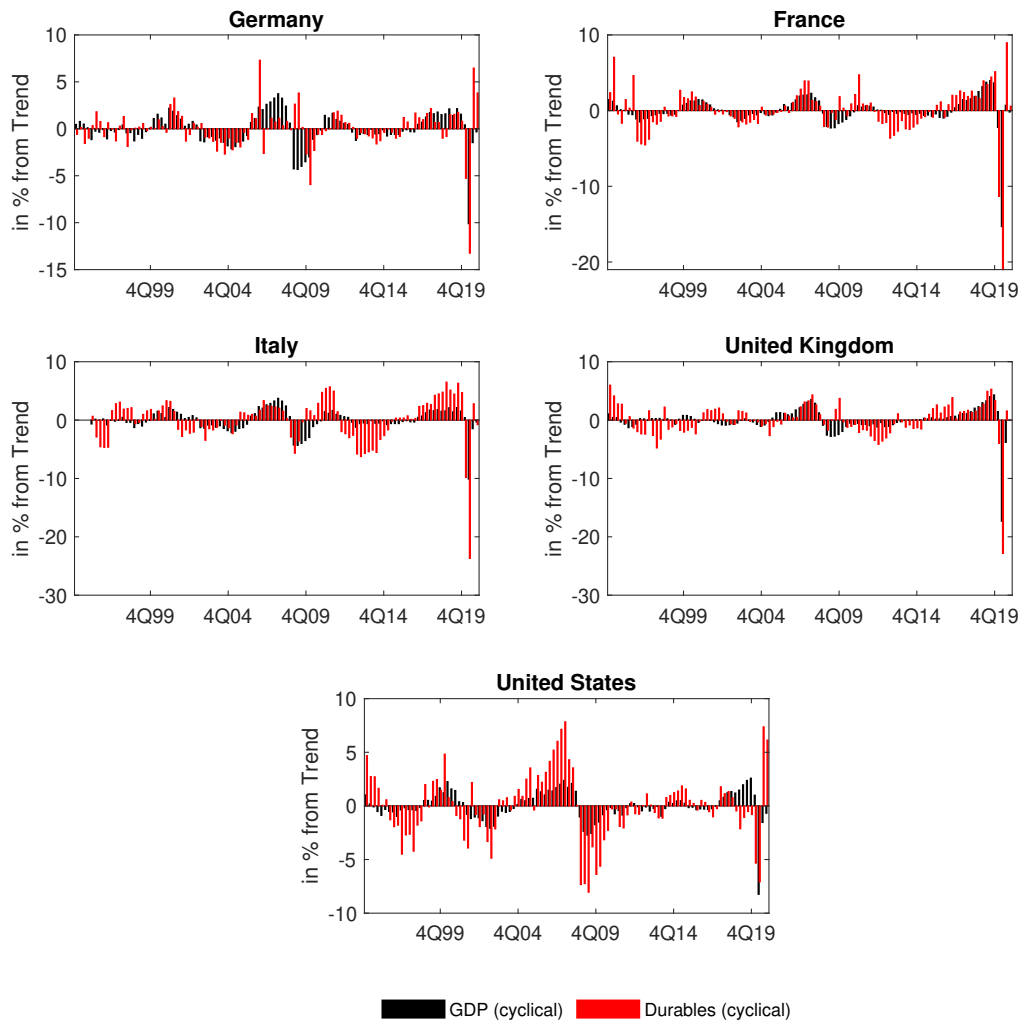 Germany
10
5
0
-5
-10
-15
in % from Trend
4Q99 4Q04 4Q09 4Q14 4Q19
France
10
0
-10
-20
in % from Trend
4Q99 4Q04 4Q09 4Q14 4Q19
Italy
10
0
-10
-20
-30
in % from Trend
4Q99 4Q04 4Q09 4Q14 4Q19
United Kingdom
10
0
-10
-20
-30
in % from Trend
4Q99 4Q04 4Q09 4Q14 4Q19
United States
10
5
0
-5
-10
in % from Trend
4Q99 4Q04 4Q09 4Q14 4Q19
GDP (cyclical) Durables (cyclical)